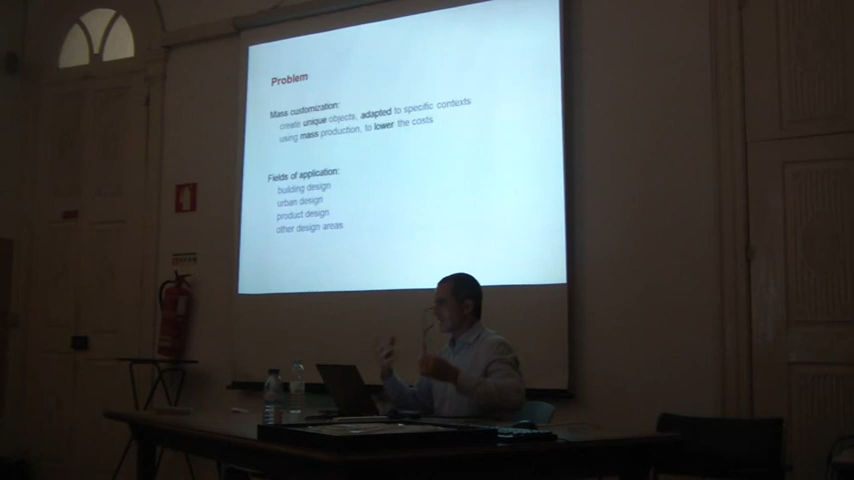 Problem
Mass customization:
create unique objects, adapted to specific contexts
using mass production, to lower the costs
Fields of application:
building design
urban design
product design
other design areas